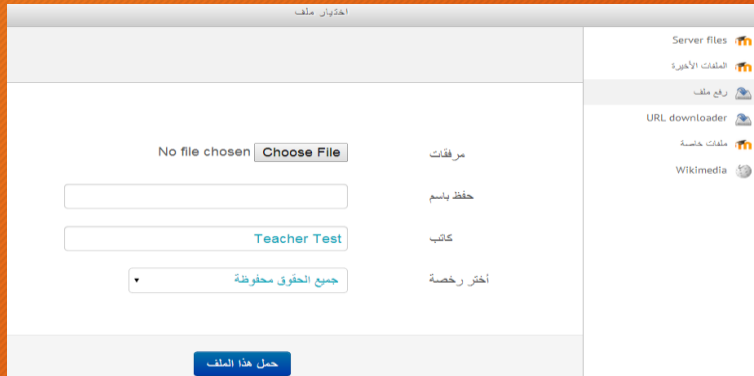 اختيار ملف
Server files
الملفات الأخيرة
رفع ملف
URL downloader
ملفات خاصة
Wikimedia
مرفقات Choose File No file chosen
حفظ باسم
كاتب Teacher Test
أختر رخصة جميع الحقوق محفوظة
حمل هذا الملف